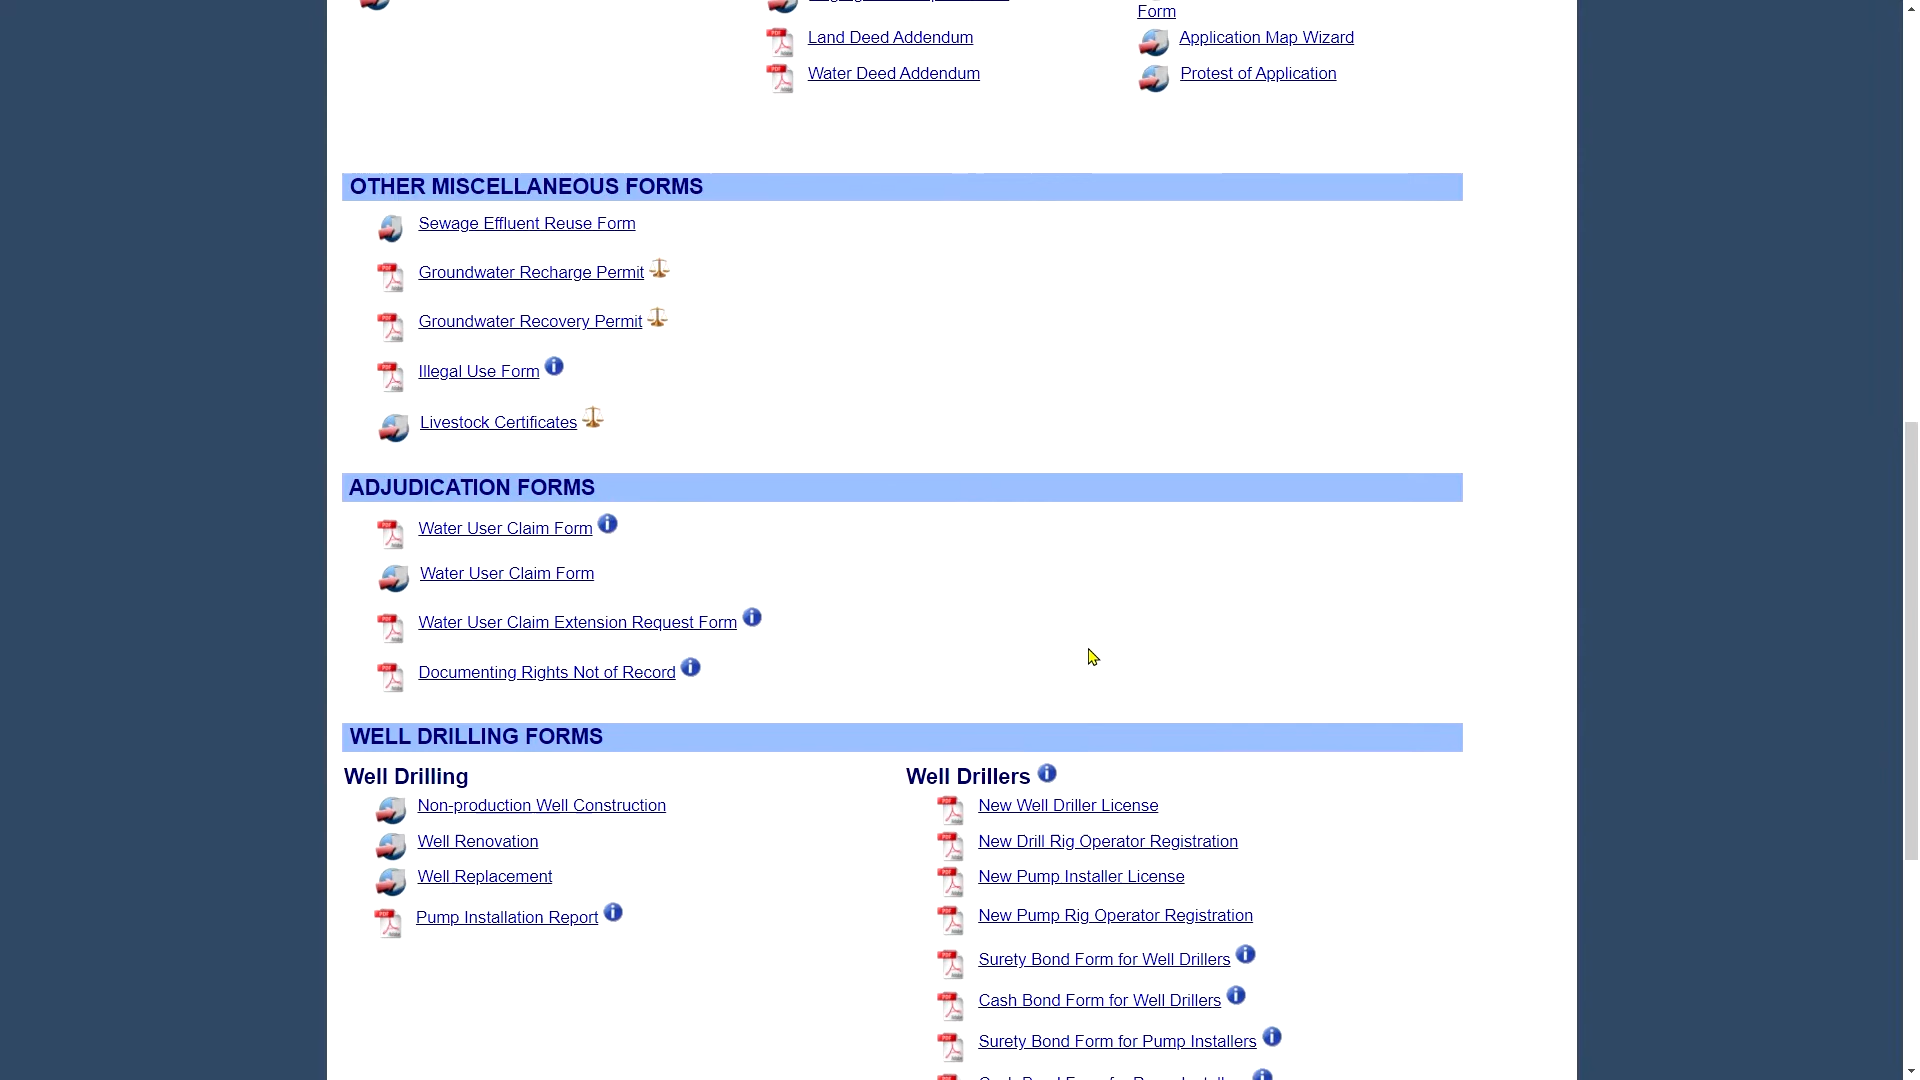 Form
Land Deed Addendum
Application Map Wizard
Water Deed Addendum
Protest of Application
OTHER MISCELLANEOUS FORMS
Sewage Effluent Reuse Form
Groundwater Recharge Permit
Groundwater Recovery Permit
Illegal Use Form
Livestock Certificates
ADJUDICATION FORMS
Water User Claim Form
Water User Claim Form
Water User Claim Extension Request Form
Documenting Rights Not of Record
WELL DRILLING FORMS
Well Drilling
Non-production Well Construction
Well Renovation
Well Replacement
Pump Installation Report
Well Drillers
New Well Driller License
New Drill Rig Operator Registration
New Pump Installer License
New Pump Rig Operator Registration
Surety Bond Form for Well Drillers
Cash Bond Form for Well Drillers
Surety Bond Form for Pump Installers